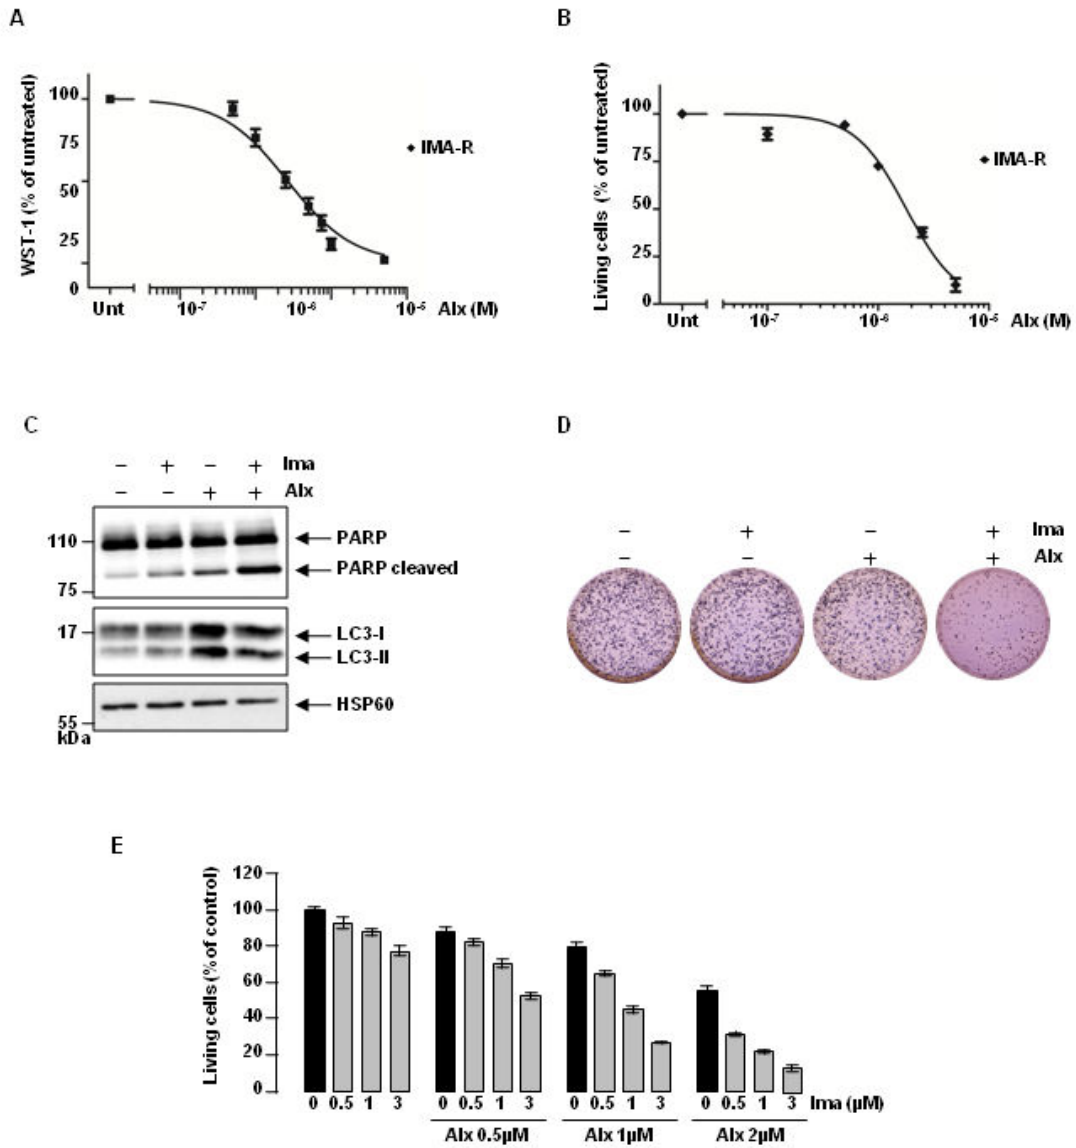 A
WST-1 (% of untreated)
100
75
50
25
0
Unt
10-7
10-6
10-5
Alx (M)
IMA-R
B
Living cells (% of untreated)
100
75
50
25
0
Unt
10-7
10-6
10-5
Alx (M)
IMA-R
C
– + – + Ima
– – + + Alx
110
PARP
PARP cleaved
75
17
LC3-I
LC3-II
HSP60
55
kDa
D
– + – + Ima
– – + + Alx
E
Living cells (% of control)
120
100
80
60
40
20
0
0 0.5 1 3 0 0.5 1 3 0 0.5 1 3 0 0.5 1 3 Ima (µM)
Alx 0.5µM Alx 1µM Alx 2µM